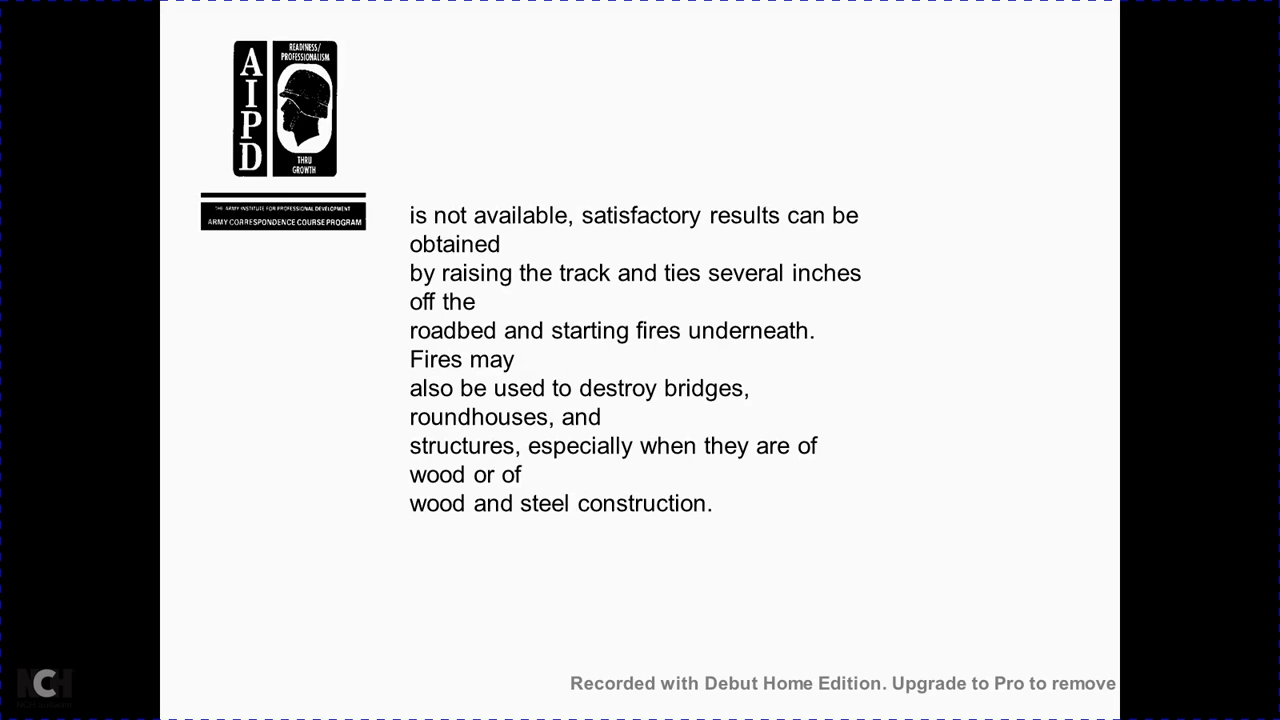 A
I
P
D
READINESS/
PROFESSIONALISM
THRU
GROWTH
THE ARMY INSTITUTE FOR PROFESSIONAL DEVELOPMENT
ARMY CORRESPONDENCE COURSE PROGRAM
is not available, satisfactory results can be
obtained
by raising the track and ties several inches
off the
roadbed and starting fires underneath.
Fires may
also be used to destroy bridges,
roundhouses, and
structures, especially when they are of
wood or of
wood and steel construction.
NCH
Recorded with Debut Home Edition. Upgrade to Pro to remove